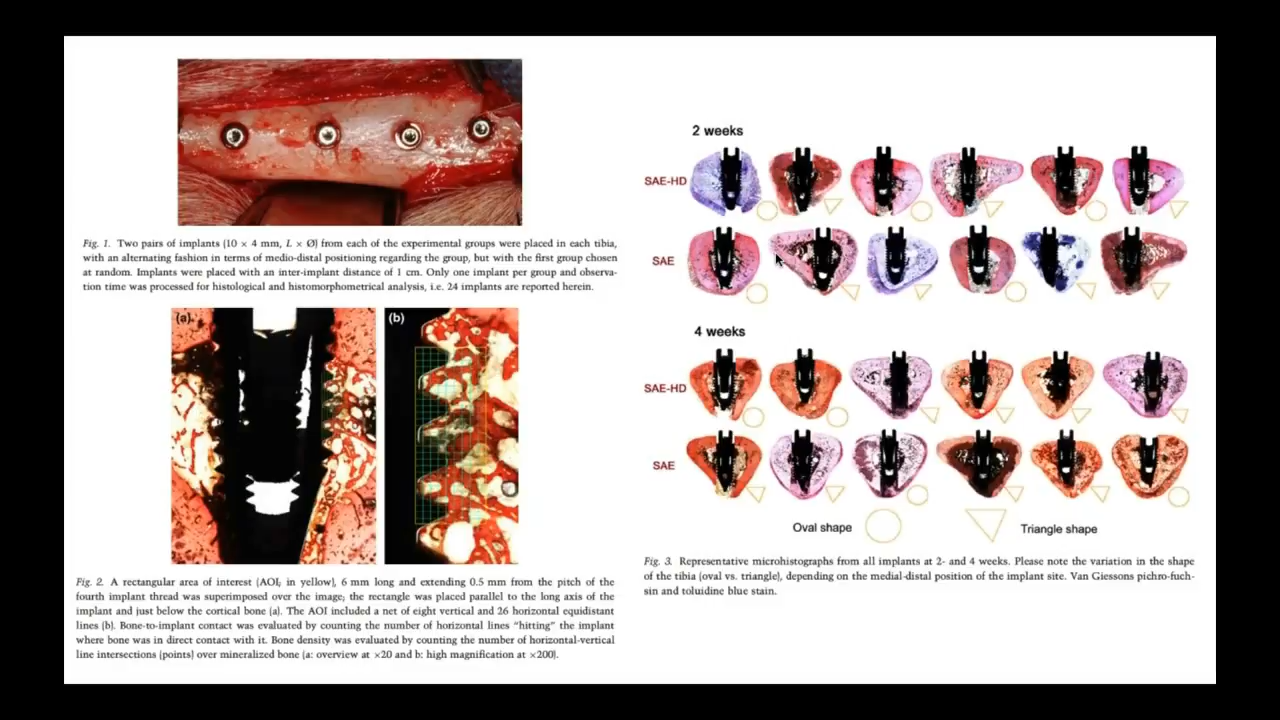 Fig. 1. Two pairs of implants (10 × 4 mm, L × Ø) from each of the experimental groups were placed in each tibia,
with an alternating fashion in terms of medio-distal positioning regarding the group, but with the first group chosen
at random. Implants were placed with an inter-implant distance of 1 cm. Only one implant per group and observa-
tion time was processed for histological and histomorphometrical analysis, i.e. 24 implants are reported herein.
(a)
(b)
Fig. 2. A rectangular area of interest (AOI; in yellow), 6 mm long and extending 0.5 mm from the pitch of the
fourth implant thread was superimposed over the image; the rectangle was placed parallel to the long axis of the
implant and just below the cortical bone (a). The AOI included a net of eight vertical and 26 horizontal equidistant
lines (b). Bone-to-implant contact was evaluated by counting the number of horizontal lines “hitting” the implant
where bone was in direct contact with it. Bone density was evaluated by counting the number of horizontal-vertical
line intersections (points) over mineralized bone (a: overview at ×20 and b: high magnification at ×200).
2 weeks
SAE-HD
SAE
4 weeks
SAE-HD
SAE
Oval shape
Triangle shape
Fig. 3. Representative microhistographs from all implants at 2- and 4 weeks. Please note the variation in the shape
of the tibia (oval vs. triangle), depending on the medial-distal position of the implant site. Van Giessons pichro-fuch-
sin and toluidine blue stain.